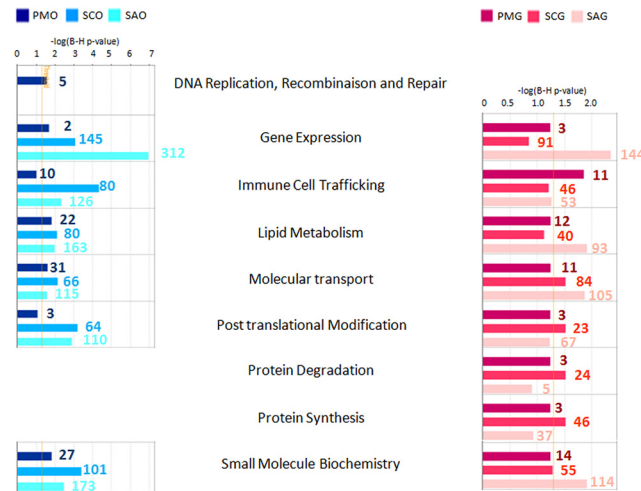 PMO SCO SAO
PMG SCG SAG
-log(B-H p-value)
0 1 2 3 4 5 6 7
-log(B-H p-value)
0 0.5 1.0 1.5 2.0
5 DNA Replication, Recombinaison and Repair
2 3
145 Gene Expression 91
312 144
10 11
80 Immune Cell Trafficking 46
126 53
22 12
80 Lipid Metabolism 40
163 93
31 11
66 Molecular transport 84
115 105
3 3
64 Post translational Modification 23
110 67
3
Protein Degradation 24
5
3
Protein Synthesis 46
37
27 14
101 Small Molecule Biochemistry 55
173 114